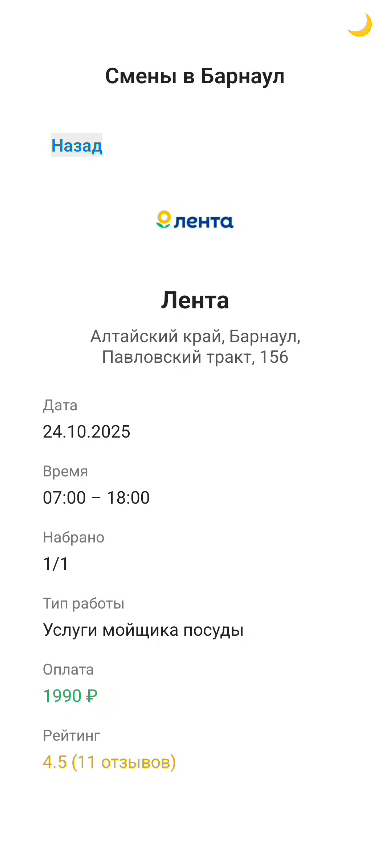 Смены в Барнаул
Назад
лента
Лента
Алтайский край, Барнаул,
Павловский тракт, 156
Дата
24.10.2025
Время
07:00 – 18:00
Набрано
1/1
Тип работы
Услуги мойщика посуды
Оплата
1990 ₽
Рейтинг
4.5 (11 отзывов)